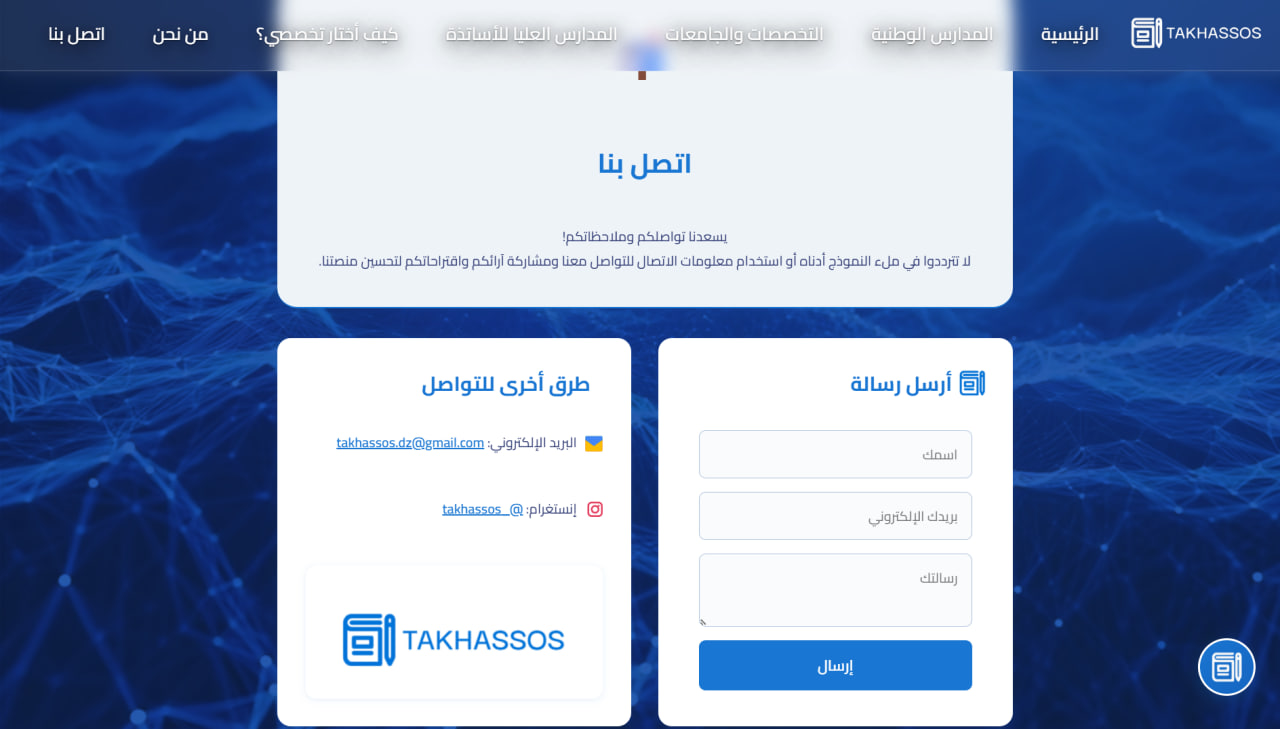 TAKHASSOS
الرئيسية
المدارس الوطنية
التخصصات والجامعات
المدارس العليا للأساتذة
كيف أختار تخصصي؟
من نحن
اتصل بنا
اتصل بنا
يسعدنا تواصلكم وملاحظاتكم!
لا تترددوا في ملء النموذج أدناه أو استخدام معلومات الاتصال للتواصل معنا ومشاركة آرائكم واقتراحاتكم لتحسين منصتنا.
أرسل رسالة
اسمك
بريدك الإلكتروني
رسالتك
إرسال
طرق أخرى للتواصل
البريد الإلكتروني: takhassos.dz@gmail.com
إنستغرام: @_takhassos
TAKHASSOS